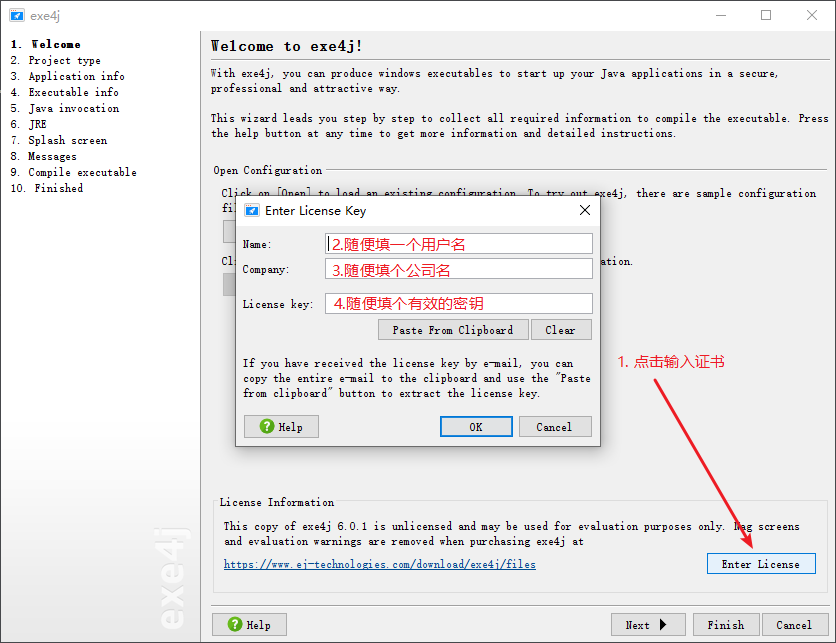 exe4j
1. Welcome
2. Project type
3. Application info
4. Executable info
5. Java invocation
6. JRE
7. Splash screen
8. Messages
9. Compile executable
10. Finished
exe4j
Welcome to exe4j!
With exe4j, you can produce windows executables to start up your Java applications in a secure,
professional and attractive way.
This wizard leads you step by step to collect all required information to compile the executable. Press
the help button at any time to get more information and detailed instructions.
Open Configuration
Click on [Open] to load an existing configuration. To try out exe4j, there are sample configuration
Enter License Key
Name:
2.随便填一个用户名
Company:
3.随便填个公司名
License key:
4.随便填个有效的密钥
Paste From Clipboard
Clear
If you have received the license key by e-mail, you can
copy the entire e-mail to the clipboard and use the "Paste
from clipboard" button to extract the license key.
Help
OK
Cancel
1. 点击输入证书
License Information
This copy of exe4j 6.0.1 is unlicensed and may be used for evaluation purposes only. Nag screens
and evaluation warnings are removed when purchasing exe4j at
https://www.ej-technologies.com/download/exe4j/files
Enter License
Help
Next
Finish
Cancel